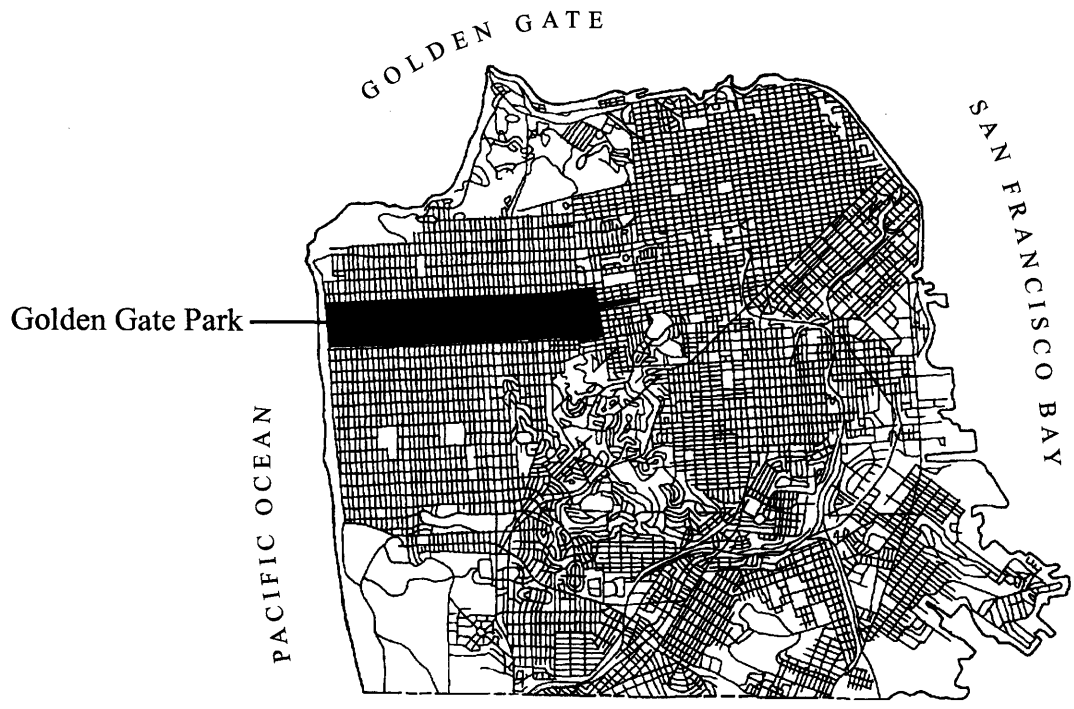 GOLDEN GATE
SAN FRANCISCO BAY
Golden Gate Park
PACIFIC OCEAN